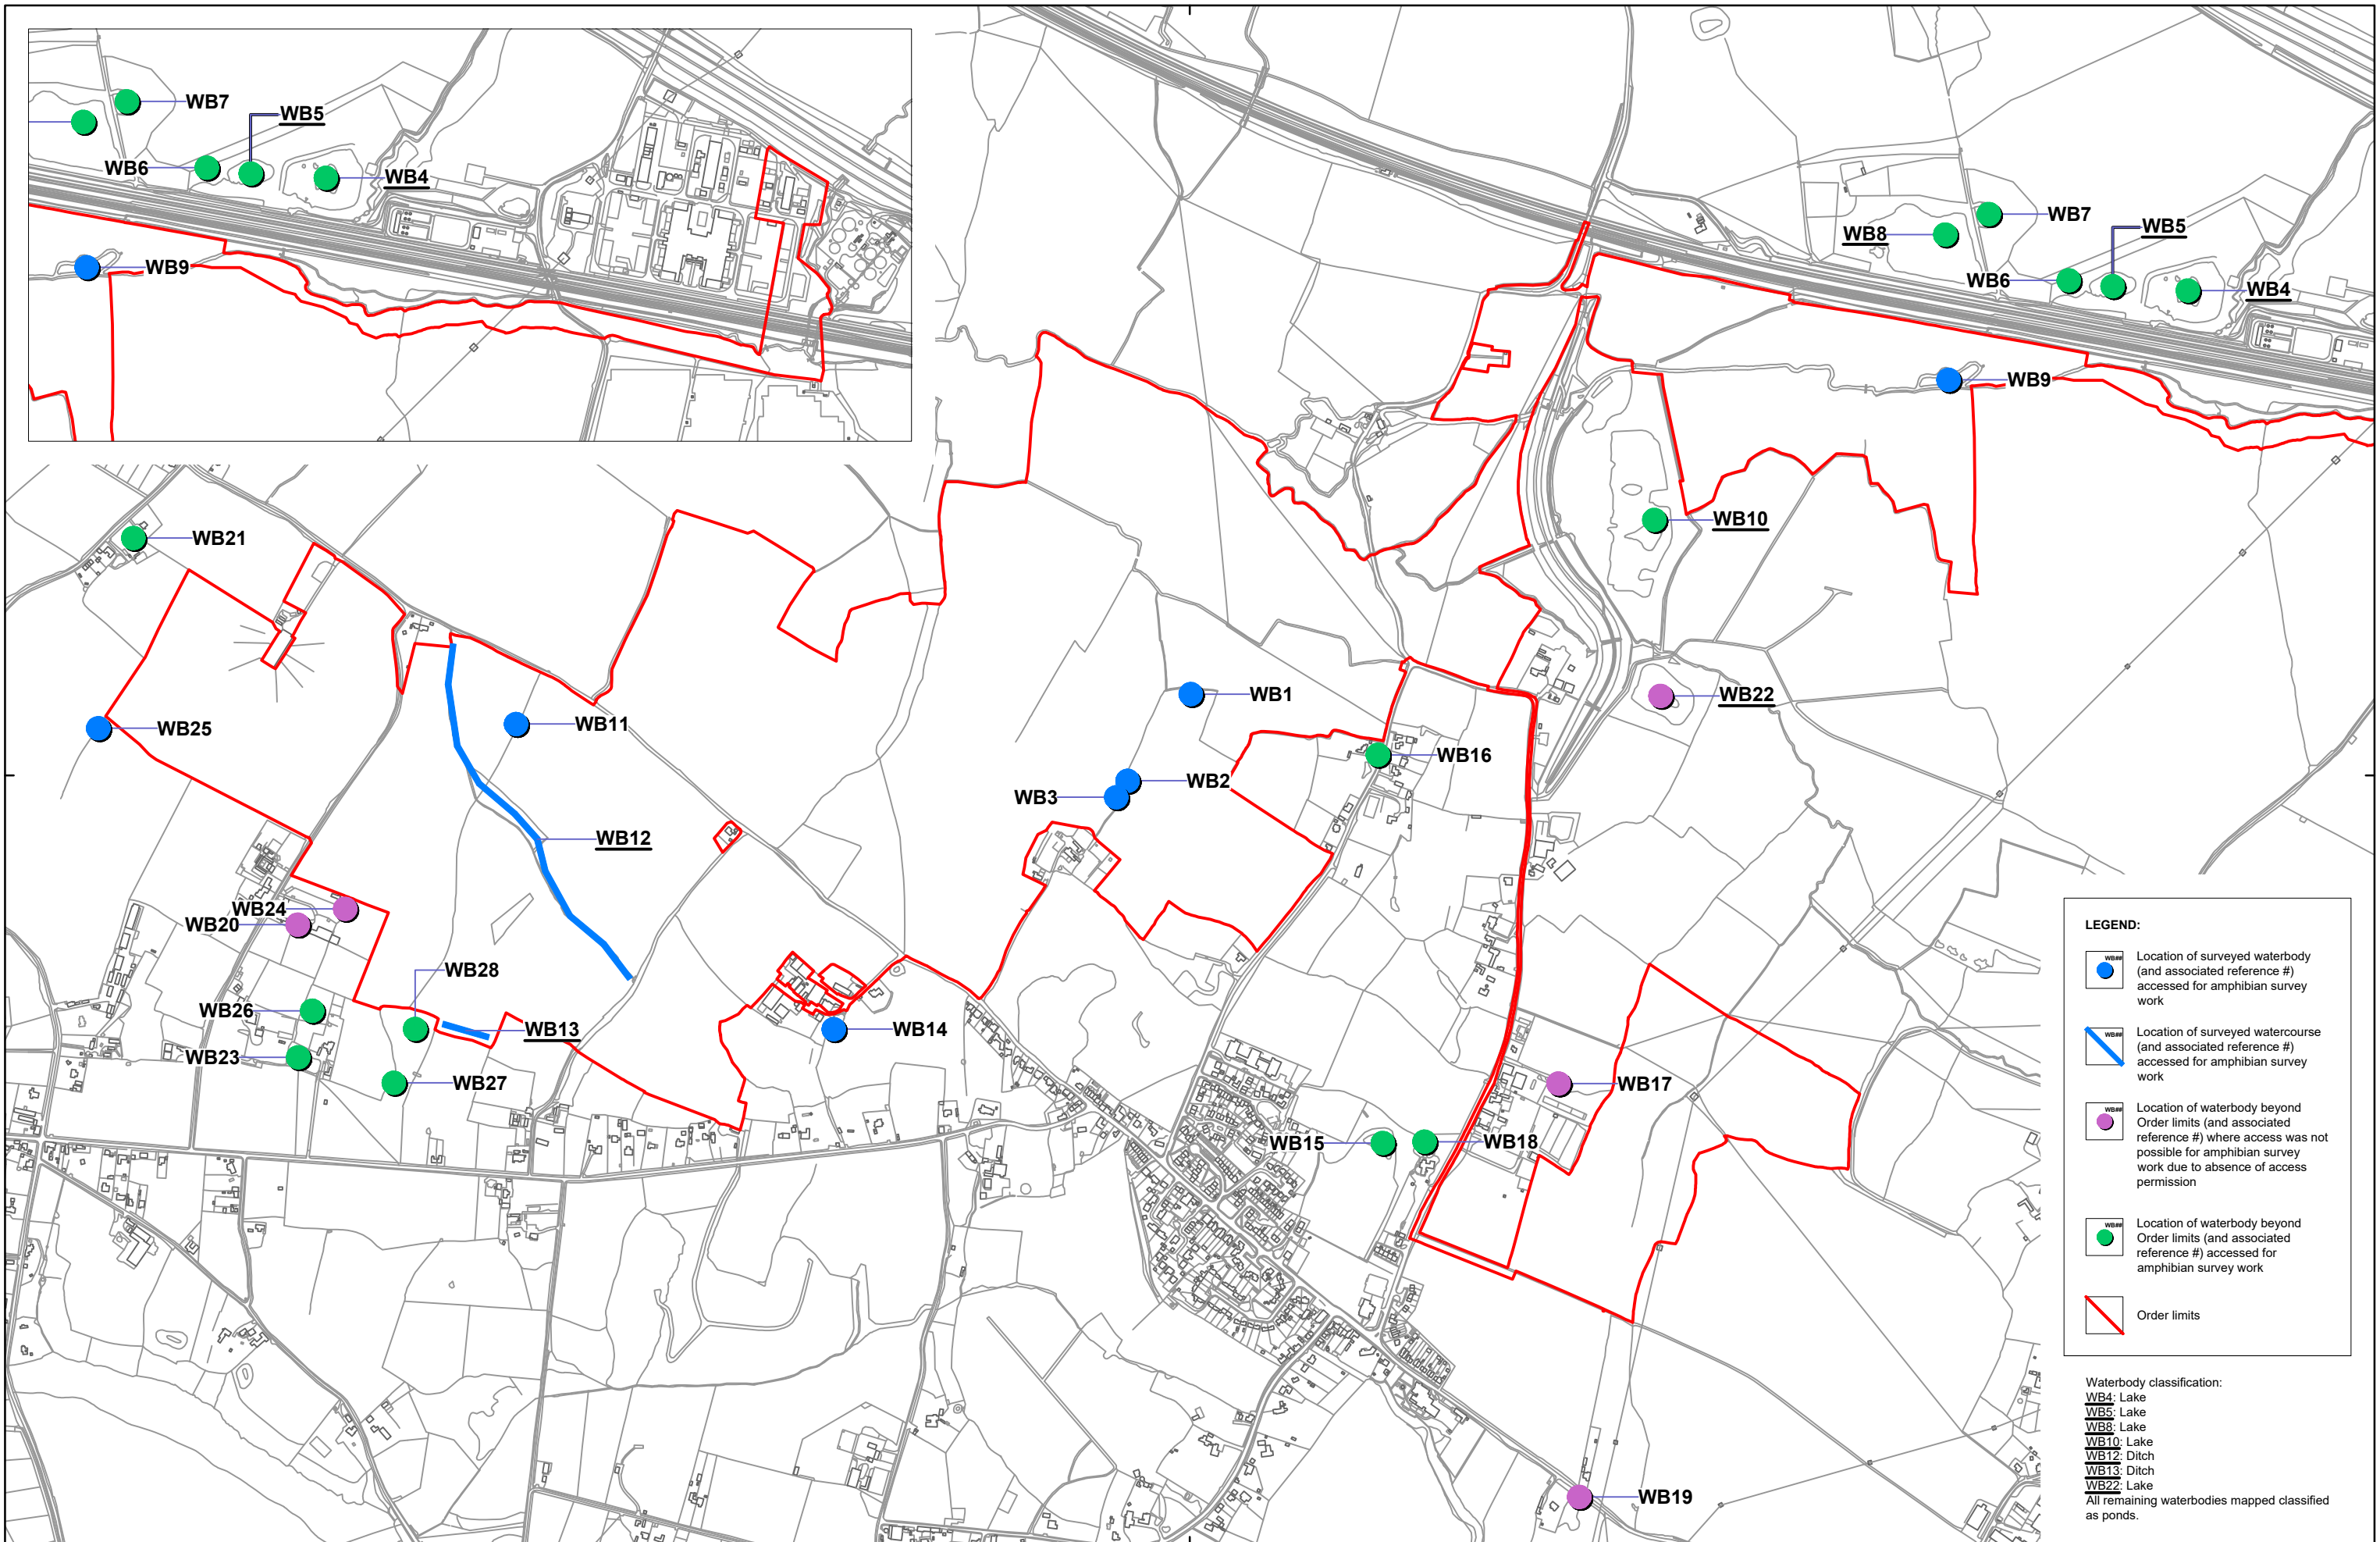 WB7
WB5
WB6
WB4
WB9
WB7
WB8
WB5
WB6
WB4
WB9
WB10
WB21
WB22
WB1
WB11
WB25
WB16
WB2
WB3
WB12
WB24
WB20
WB28
WB26
WB13
WB14
WB23
WB27
WB17
WB15
WB18
WB19
LEGEND:
WB##
Location of surveyed waterbody
(and associated reference #)
accessed for amphibian survey
work
WB##
Location of surveyed watercourse
(and associated reference #)
accessed for amphibian survey
work
WB##
Location of waterbody beyond
Order limits (and associated
reference #) where access was not
possible for amphibian survey
work due to absence of access
permission
WB##
Location of waterbody beyond
Order limits (and associated
reference #) accessed for
amphibian survey work
Order limits
Waterbody classification:
WB4: Lake
WB5: Lake
WB8: Lake
WB10: Lake
WB12: Ditch
WB13: Ditch
WB22: Lake
All remaining waterbodies mapped classified
as ponds.